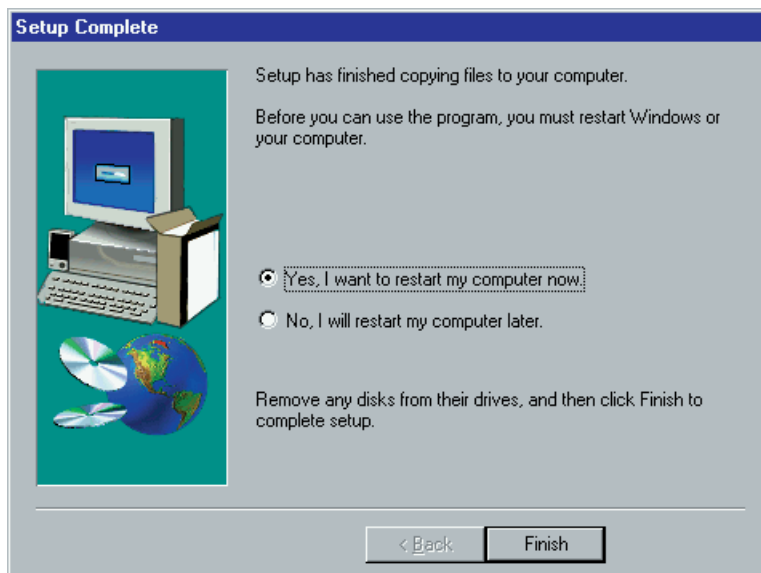 Setup Complete
Setup has finished copying files to your computer.
Before you can use the program, you must restart Windows or
your computer.
Yes, I want to restart my computer now.
No, I will restart my computer later.
Remove any disks from their drives, and then click Finish to
complete setup.
< Back
Finish